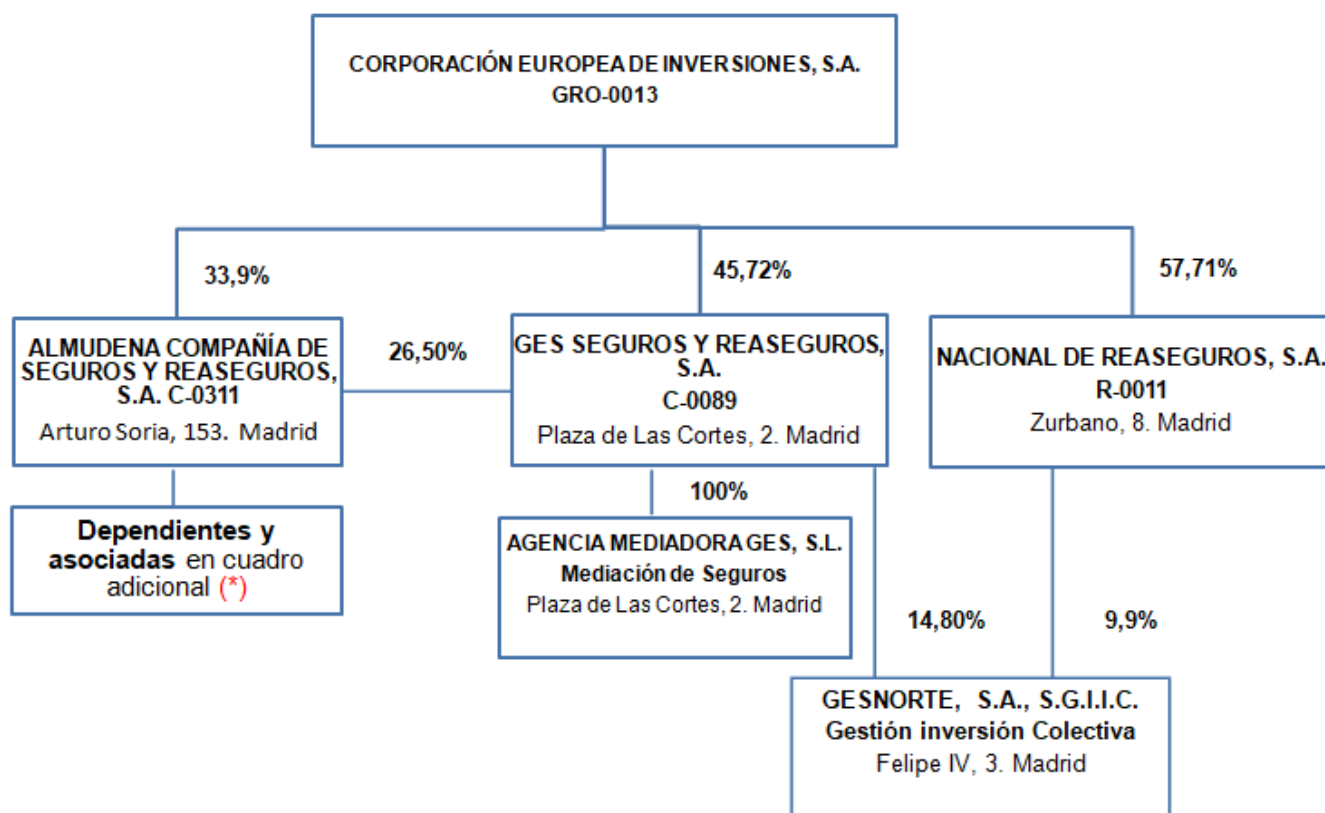 CORPORACIÓN EUROPEA DE INVERSIONES, S.A.
GRO-0013
33,9%
45,72%
57,71%
ALMUDENA COMPAÑÍA DE
SEGUROS Y REASEGUROS,
S.A. C-0311
Arturo Soria, 153. Madrid
26,50%
GES SEGUROS Y REASEGUROS,
S.A.
C-0089
Plaza de Las Cortes, 2. Madrid
NACIONAL DE REASEGUROS, S.A.
R-0011
Zurbano, 8. Madrid
Dependientes y
asociadas en cuadro
adicional (*)
100%
AGENCIA MEDIADORA GES, S.L.
Mediación de Seguros
Plaza de Las Cortes, 2. Madrid
14,80%
9,9%
GESNORTE, S.A., S.G.I.I.C.
Gestión inversión Colectiva
Felipe IV, 3. Madrid